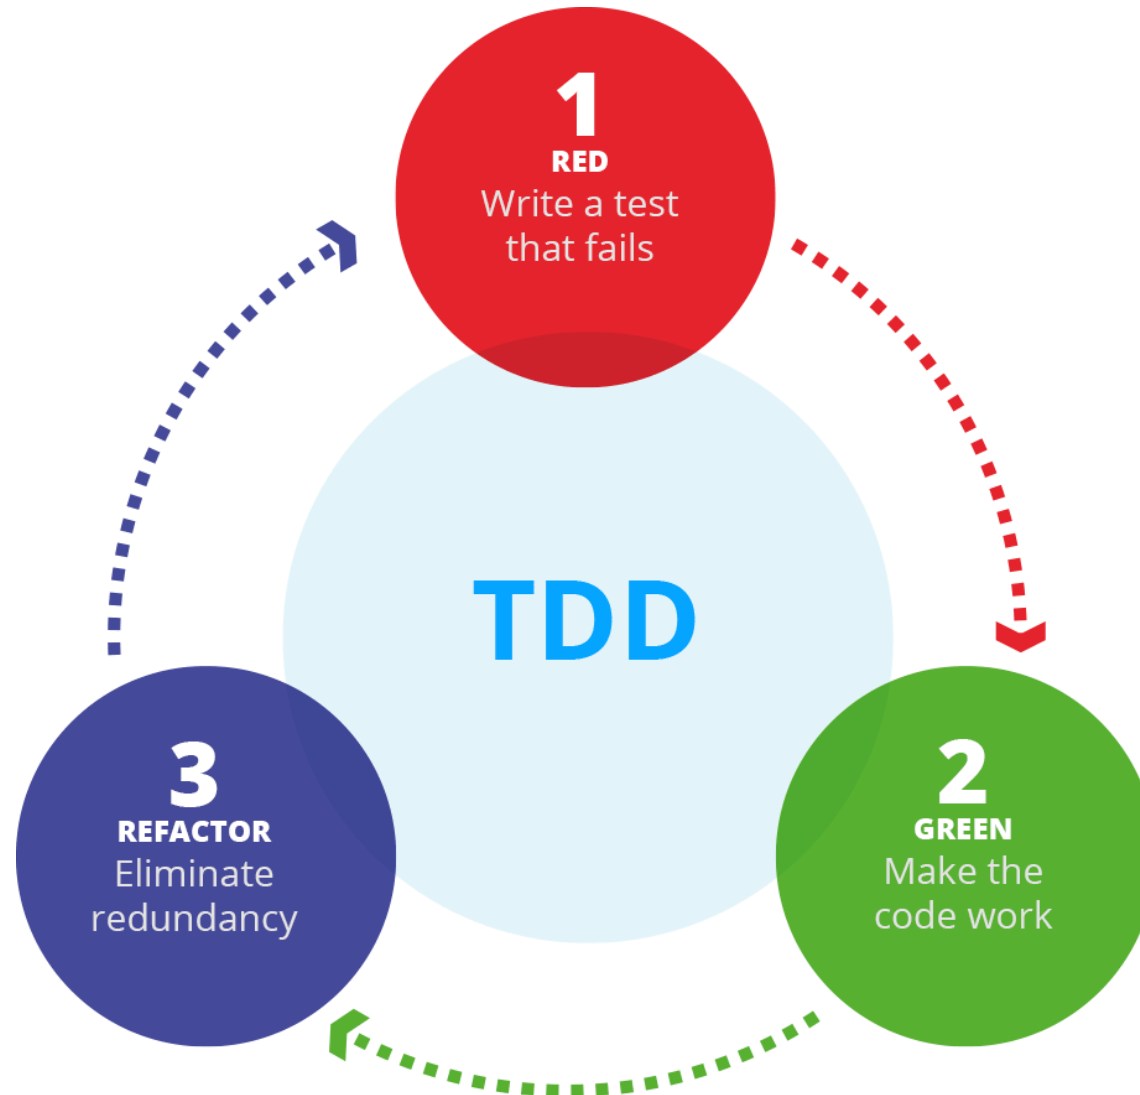 1
RED
Write a test
that fails
TDD
2
GREEN
Make the
code work
3
REFACTOR
Eliminate
redundancy